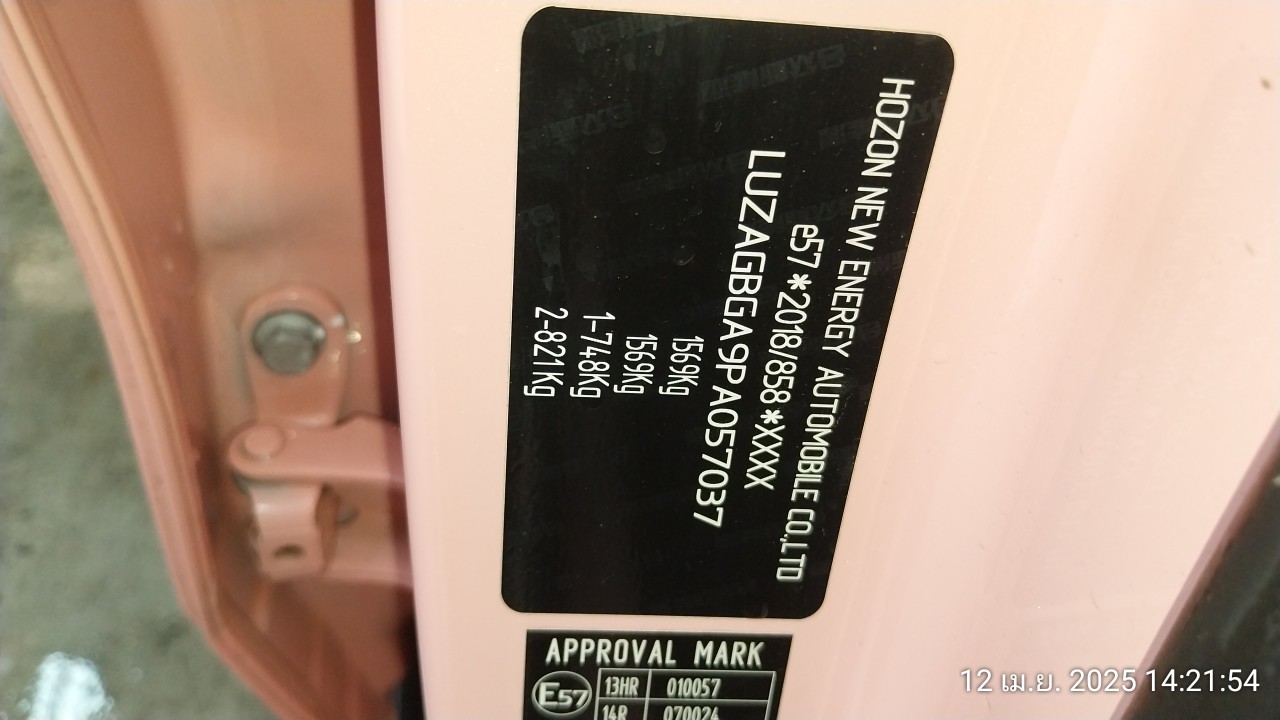 HOZON NEW ENERGY AUTOMOBILE CO.,LTD
e57*2018/858*XXXX
LUZAGBGA9PA057037
1569Kg
1569Kg
1-748Kg
2-821Kg
APPROVAL MARK
E57
13HR 010057
14R 070024
12 เม.ย. 2025 14:21:54